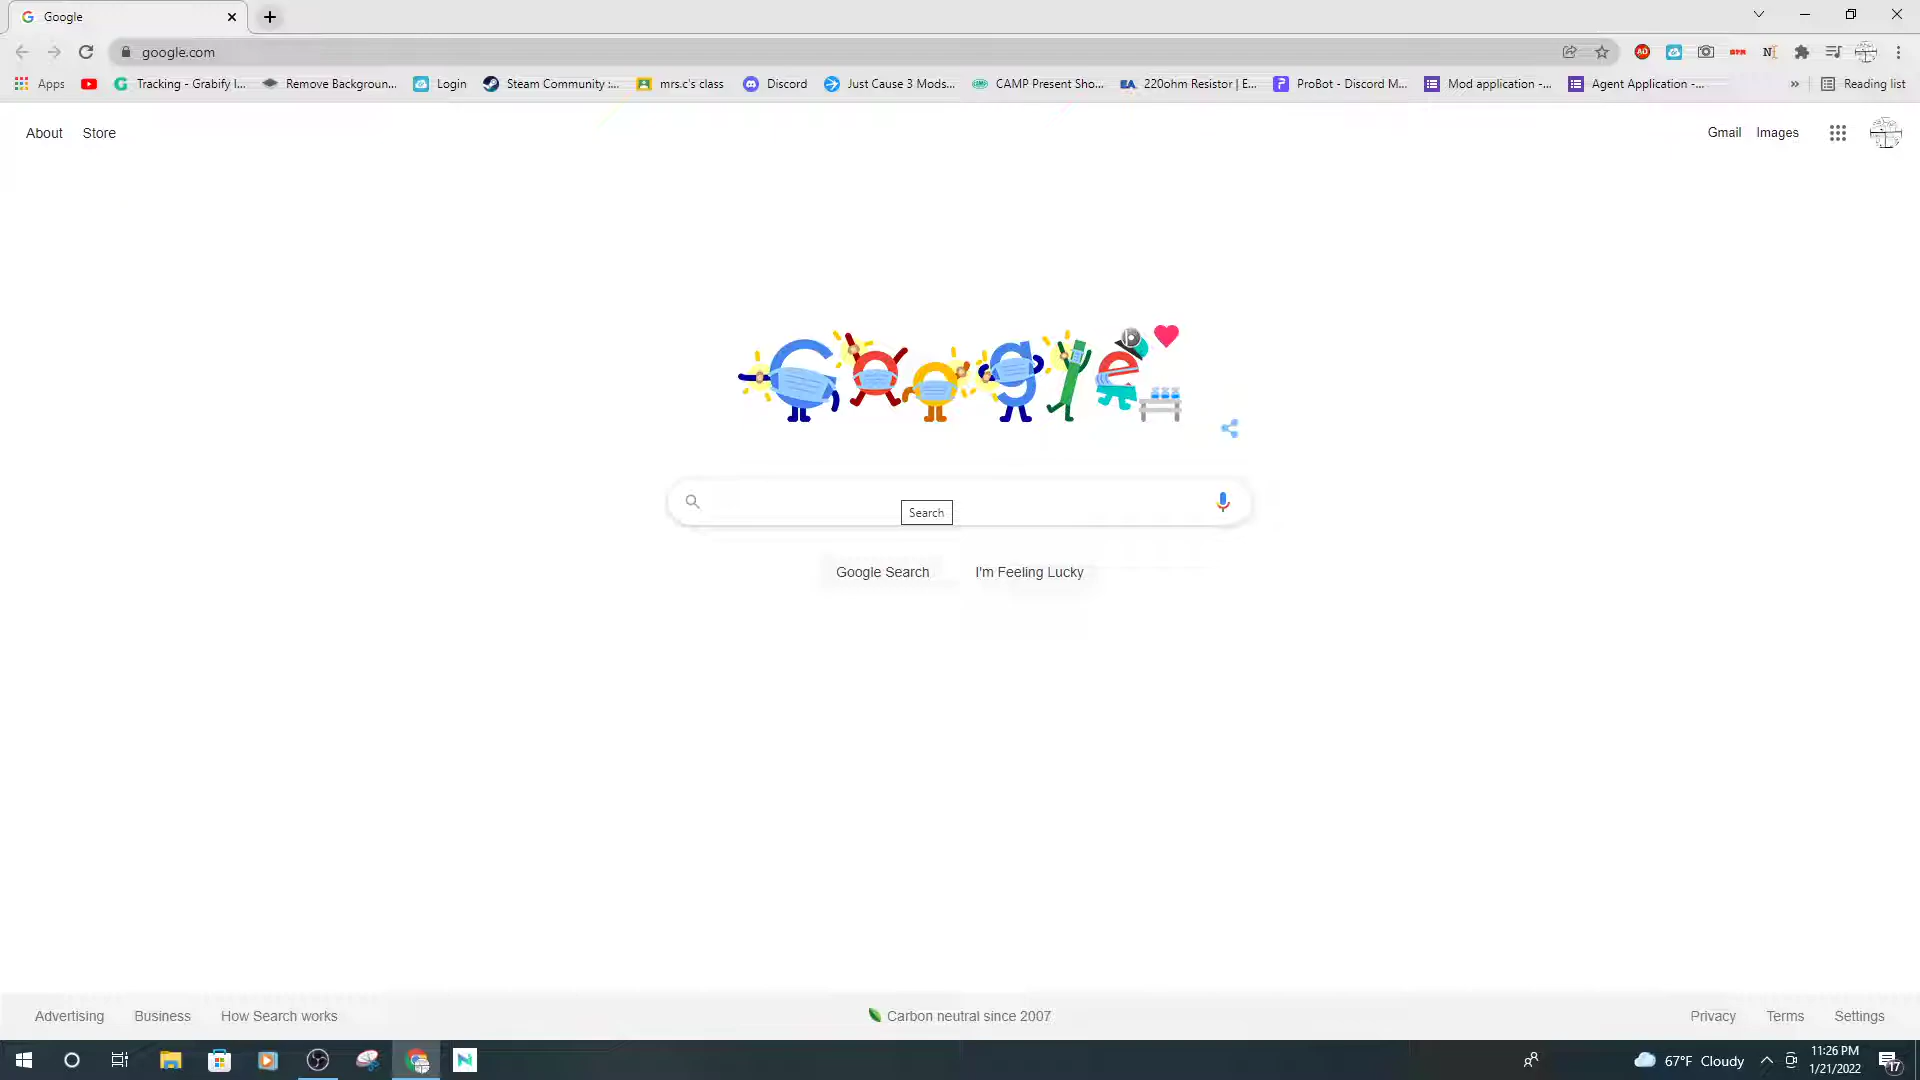 Google
google.com
Apps
Tracking - Grabify I...
Remove Backgroun...
Login
Steam Community :...
mrs.c's class
Discord
Just Cause 3 Mods...
CAMP Present Sho...
220ohm Resistor | E...
ProBot - Discord M...
Mod application -...
Agent Application -...
»
Reading list
About
Store
Gmail
Images
Google
Search
Google Search
I'm Feeling Lucky
Advertising
Business
How Search works
Carbon neutral since 2007
Privacy
Terms
Settings
67°F Cloudy
11:26 PM
1/21/2022
17